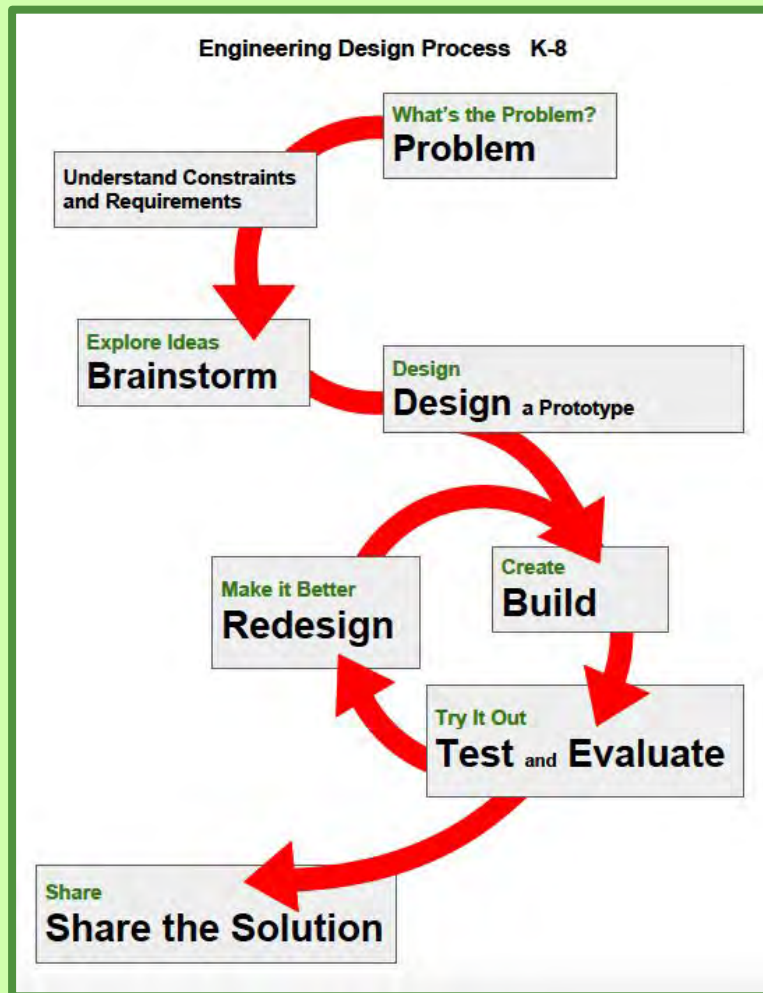 Engineering Design Process K-8
What's the Problem?
Problem
Understand Constraints
and Requirements
Explore Ideas
Brainstorm
Design
Design a Prototype
Make it Better
Redesign
Create
Build
Try It Out
Test and Evaluate
Share
Share the Solution